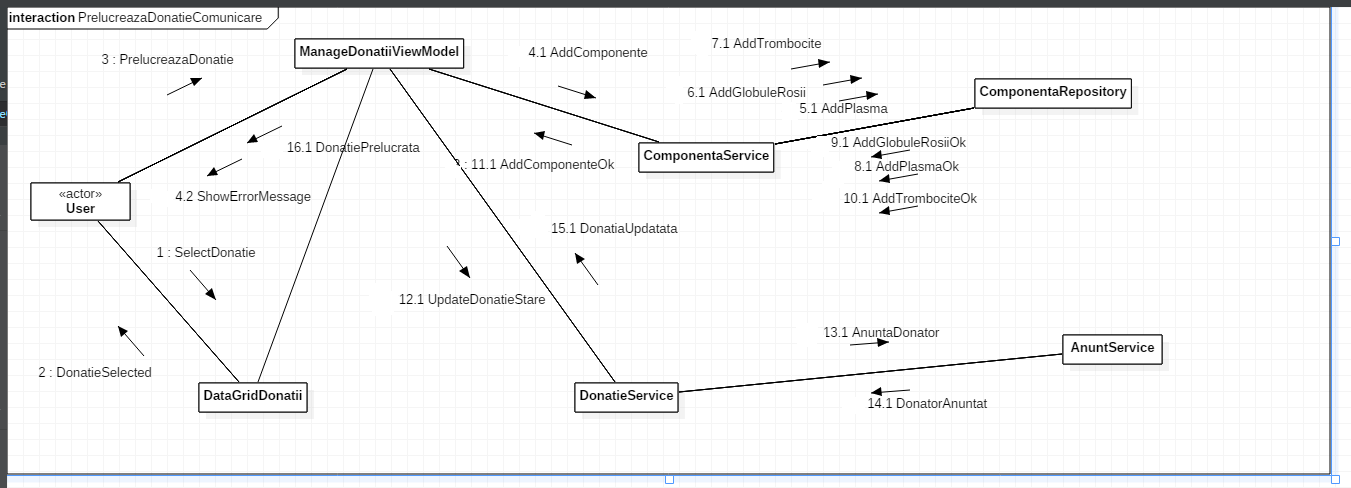 interaction PrelucreazaDonatieComunicare
3 : PrelucreazaDonatie
ManageDonatiiViewModel
4.1 AddComponente
7.1 AddTrombocite
6.1 AddGlobuleRosii
5.1 AddPlasma
ComponentaRepository
16.1 DonatiePrelucrata
: 11.1 AddComponenteOk
ComponentaService
9.1 AddGlobuleRosiiOk
8.1 AddPlasmaOk
10.1 AddTrombociteOk
«actor»
User
4.2 ShowErrorMessage
1 : SelectDonatie
15.1 DonatiaUpdatata
12.1 UpdateDonatieStare
2 : DonatieSelected
13.1 AnuntaDonator
AnuntService
DataGridDonatii
DonatieService
14.1 DonatorAnuntat